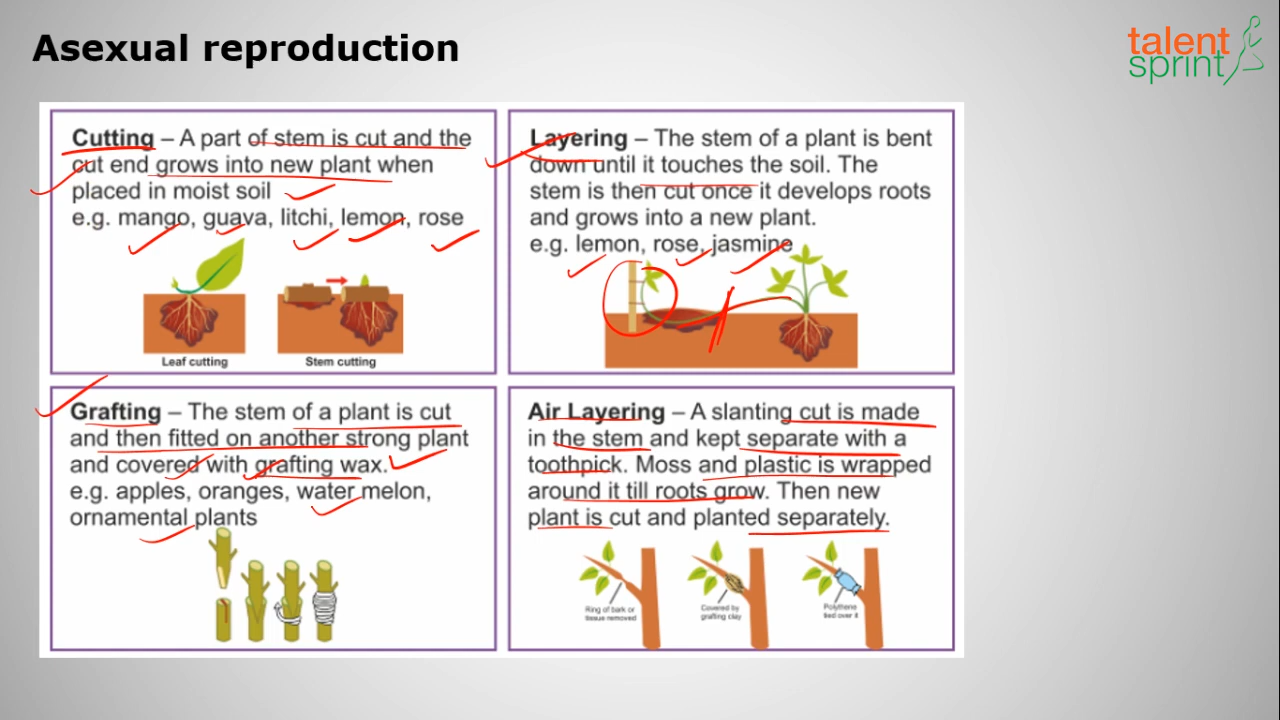 Asexual reproduction
talent
sprint
Cutting – A part of stem is cut and the
cut end grows into new plant when
placed in moist soil
e.g. mango, guava, litchi, lemon, rose
Leaf cutting
Stem cutting
Layering – The stem of a plant is bent
down until it touches the soil. The
stem is then cut once it develops roots
and grows into a new plant.
e.g. lemon, rose, jasmine
Grafting – The stem of a plant is cut
and then fitted on another strong plant
and covered with grafting wax.
e.g. apples, oranges, water melon,
ornamental plants
Air Layering – A slanting cut is made
in the stem and kept separate with a
toothpick. Moss and plastic is wrapped
around it till roots grow. Then new
plant is cut and planted separately.
Ring of bark or
tissue removed
Covered by
grafting clay
Polythene
tied over it